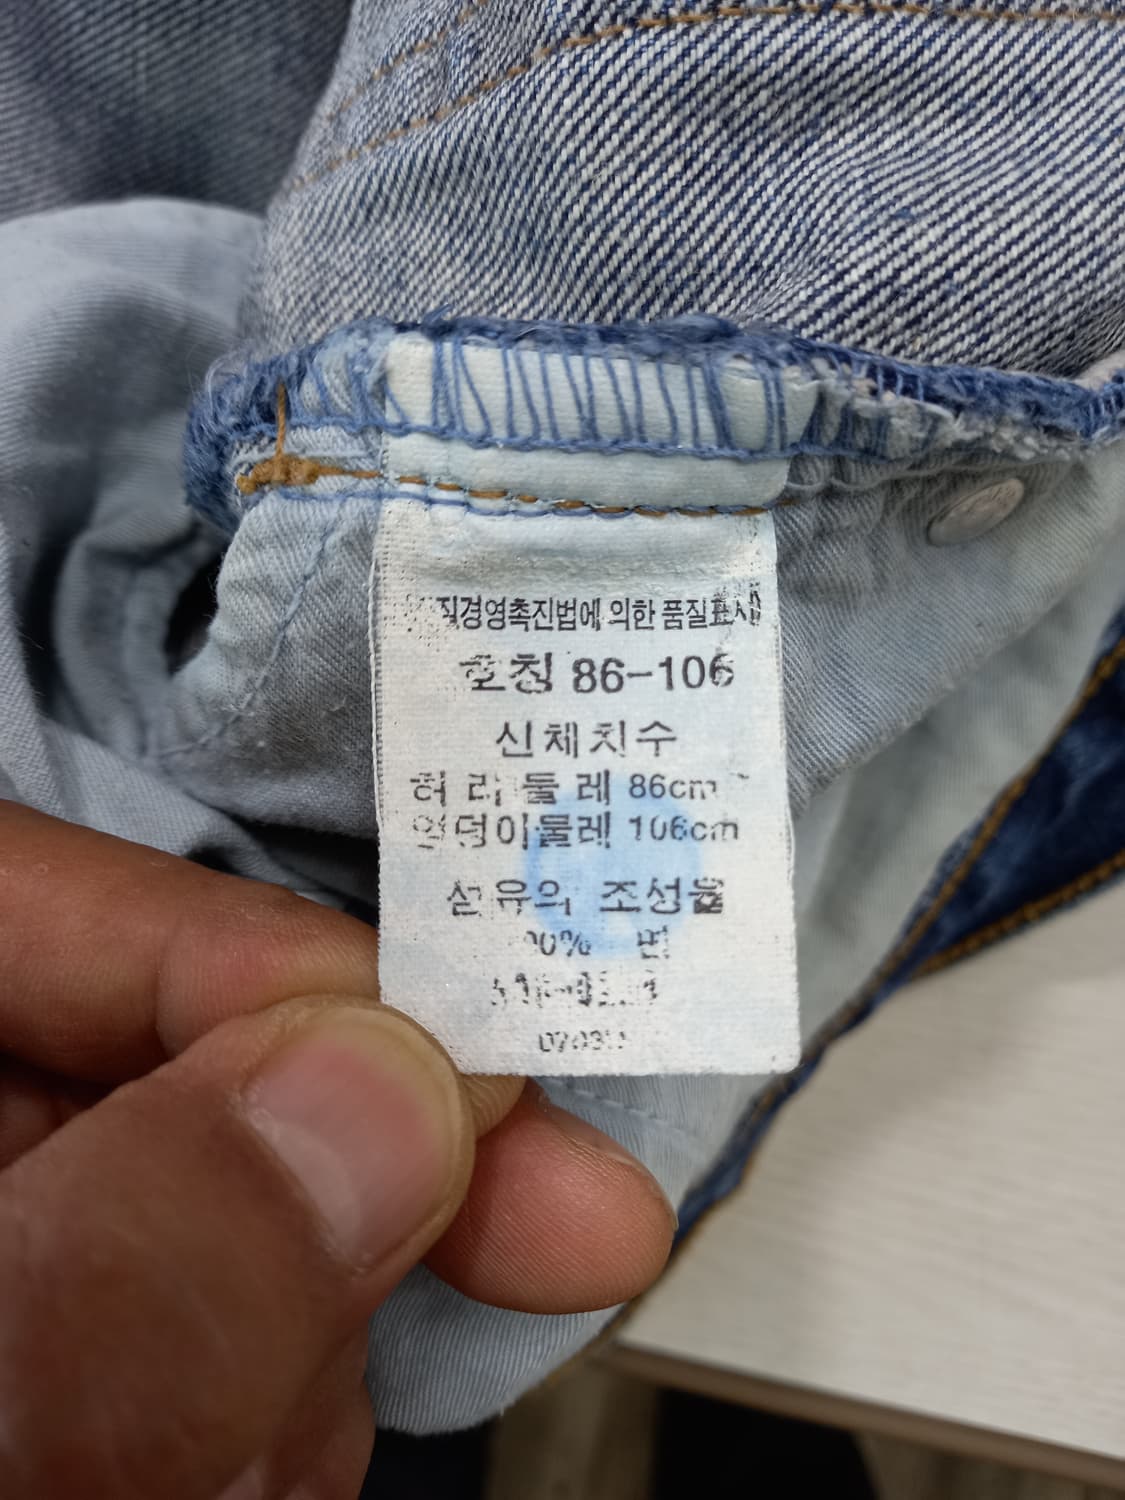 품질경영촉진법에 의한 품질표시
호칭 86-106
신체치수
허리둘레 86cm
엉덩이둘레 106cm
섬유의 조성율
면